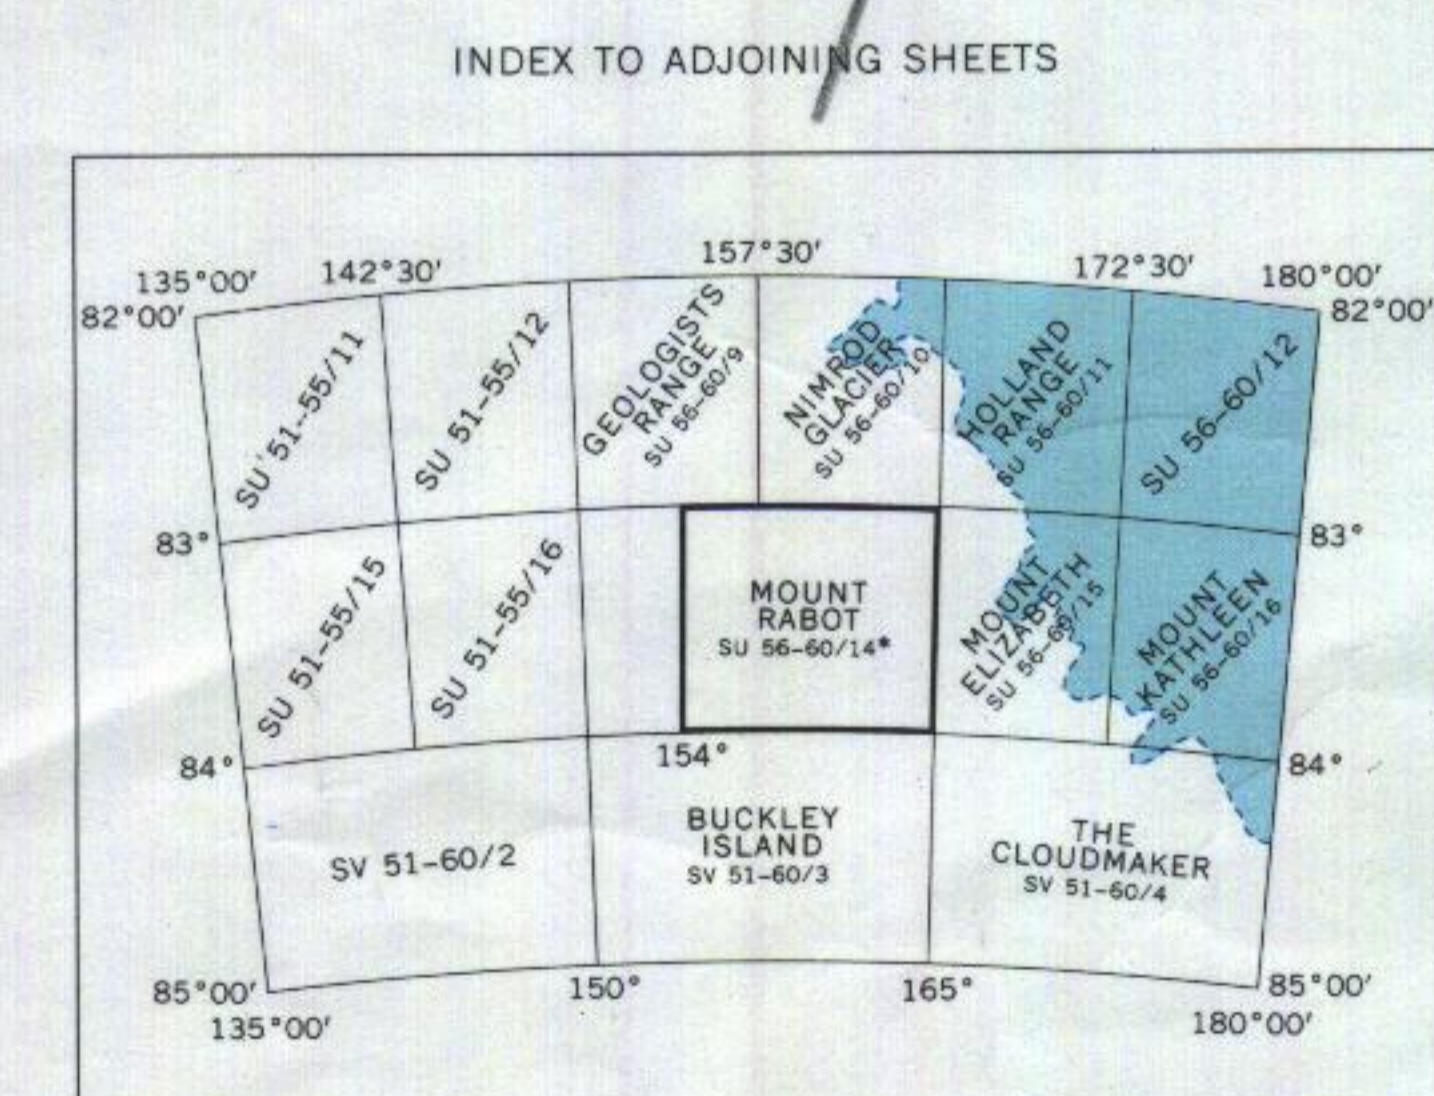 INDEX TO ADJOINING SHEETS
135°00' 142°30' 157°30' 172°30' 180°00'
82°00' 82°00'
SU 51-55/11
SU 51-55/12
GEOLOGISTS
RANGE
SU 56-60/9
NIMROD
GLACIER
SU 56-60/10
HOLLAND
RANGE
SU 56-60/11
SU 56-60/12
83° 83°
SU 51-55/15
SU 51-55/16
MOUNT
RABOT
SU 56-60/14*
MOUNT
ELIZABETH
SU 56-60/15
MOUNT
KATHLEEN
SU 56-60/16
84° 154° 84°
SV 51-60/2
BUCKLEY
ISLAND
SV 51-60/3
THE
CLOUDMAKER
SV 51-60/4
85°00' 150° 165° 85°00'
135°00' 180°00'